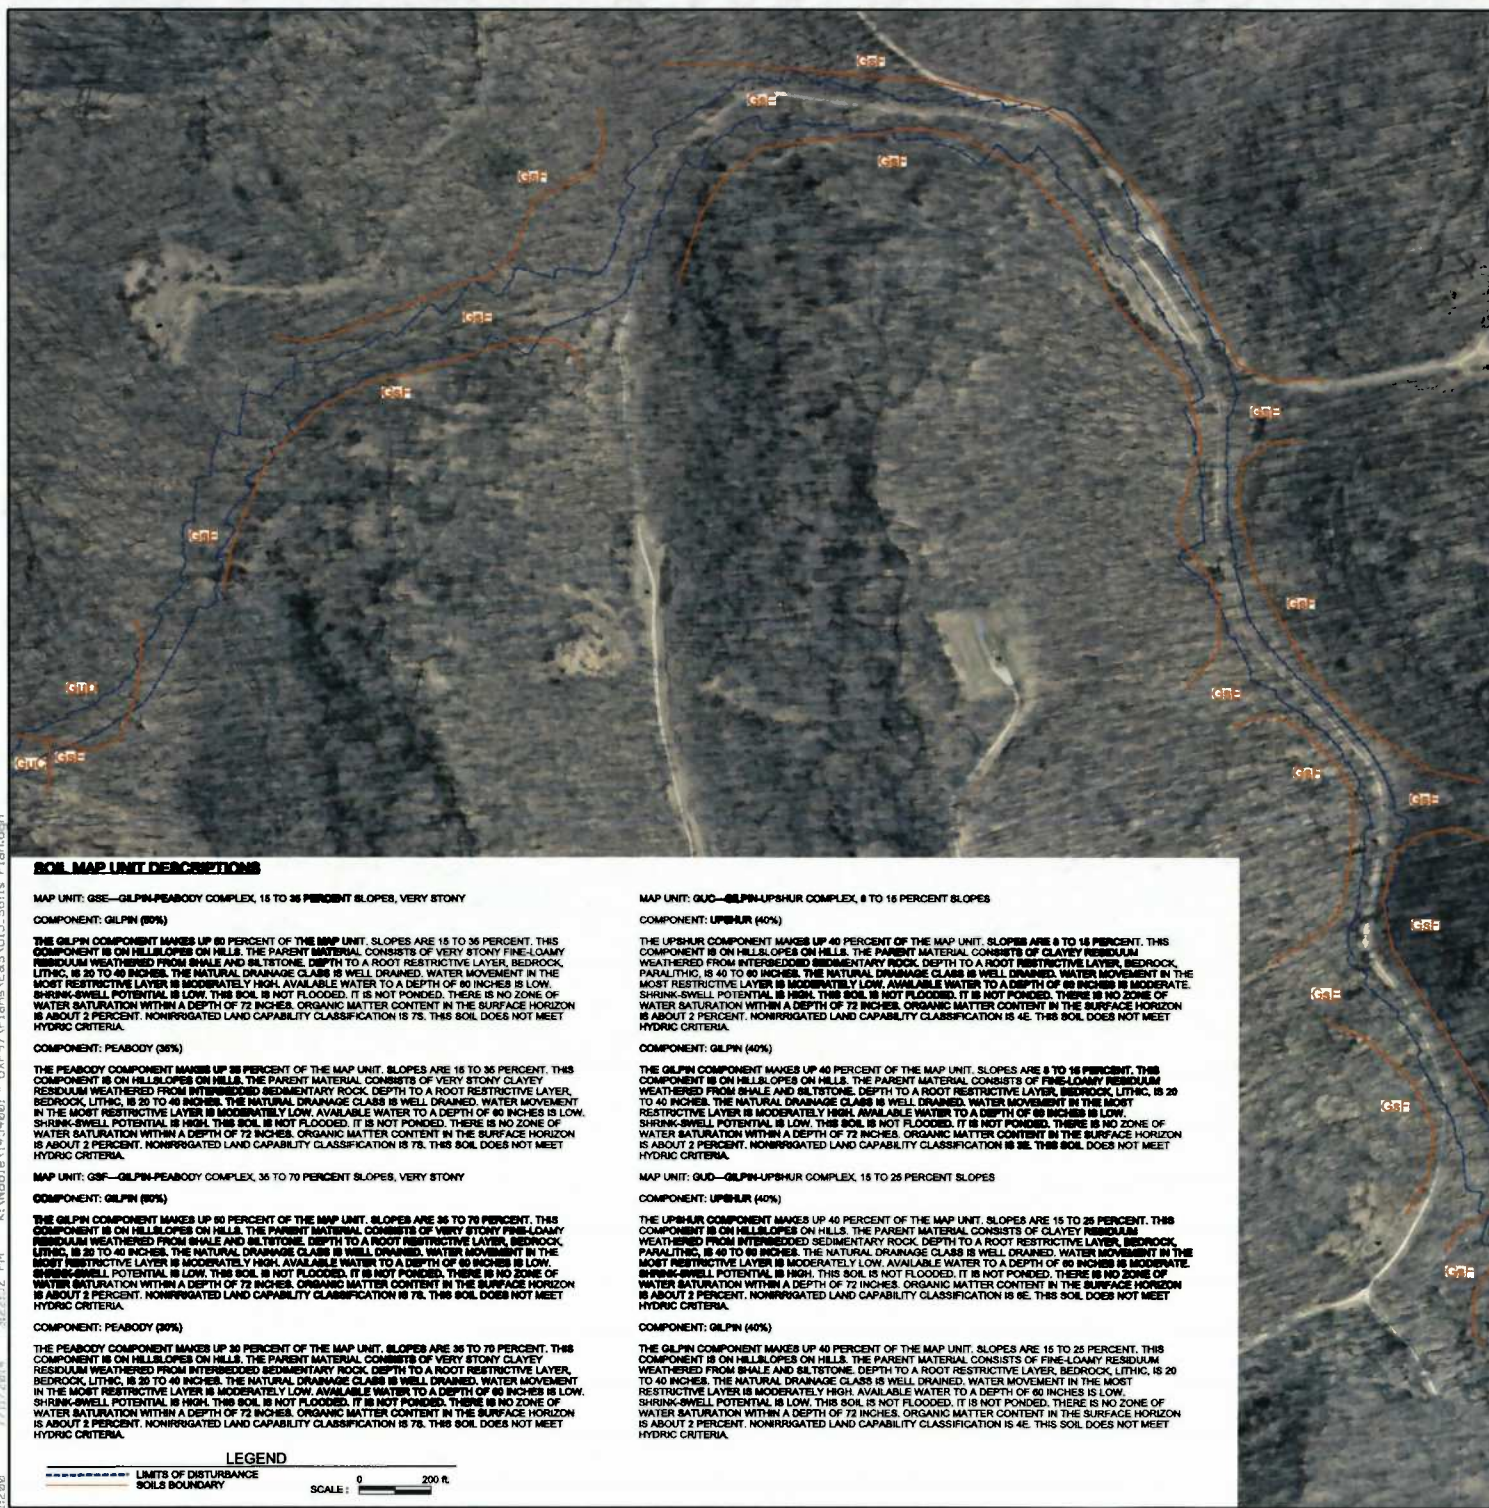 GsF
GsE
GsF
GsF
GsE
GsF
GsE
GsE
GsF
GuD
GsE
GuC
GsF
GsF
GsE
GsF
SOIL MAP UNIT DESCRIPTIONS
MAP UNIT: GSE—GILPIN-PEABODY COMPLEX, 15 TO 35 PERCENT SLOPES, VERY STONY
COMPONENT: GILPIN (50%)
THE GILPIN COMPONENT MAKES UP 50 PERCENT OF THE MAP UNIT. SLOPES ARE 15 TO 35 PERCENT. THIS
COMPONENT IS ON HILLSLOPES ON HILLS. THE PARENT MATERIAL CONSISTS OF VERY STONY FINE-LOAMY
RESIDUUM WEATHERED FROM SHALE AND SILTSTONE. DEPTH TO A ROOT RESTRICTIVE LAYER, BEDROCK,
LITHIC, IS 20 TO 40 INCHES. THE NATURAL DRAINAGE CLASS IS WELL DRAINED. WATER MOVEMENT IN THE
MOST RESTRICTIVE LAYER IS MODERATELY HIGH. AVAILABLE WATER TO A DEPTH OF 60 INCHES IS LOW.
SHRINK-SWELL POTENTIAL IS LOW. THIS SOIL IS NOT FLOODED. IT IS NOT PONDED. THERE IS NO ZONE OF
WATER SATURATION WITHIN A DEPTH OF 72 INCHES. ORGANIC MATTER CONTENT IN THE SURFACE HORIZON
IS ABOUT 2 PERCENT. NONIRRIGATED LAND CAPABILITY CLASSIFICATION IS 7S. THIS SOIL DOES NOT MEET
HYDRIC CRITERIA.
COMPONENT: PEABODY (35%)
THE PEABODY COMPONENT MAKES UP 35 PERCENT OF THE MAP UNIT. SLOPES ARE 15 TO 35 PERCENT. THIS
COMPONENT IS ON HILLSLOPES ON HILLS. THE PARENT MATERIAL CONSISTS OF VERY STONY CLAYEY
RESIDUUM WEATHERED FROM INTERBEDDED SEDIMENTARY ROCK. DEPTH TO A ROOT RESTRICTIVE LAYER,
BEDROCK, LITHIC, IS 20 TO 40 INCHES. THE NATURAL DRAINAGE CLASS IS WELL DRAINED. WATER MOVEMENT
IN THE MOST RESTRICTIVE LAYER IS MODERATELY LOW. AVAILABLE WATER TO A DEPTH OF 60 INCHES IS LOW.
SHRINK-SWELL POTENTIAL IS HIGH. THIS SOIL IS NOT FLOODED. IT IS NOT PONDED. THERE IS NO ZONE OF
WATER SATURATION WITHIN A DEPTH OF 72 INCHES. ORGANIC MATTER CONTENT IN THE SURFACE HORIZON
IS ABOUT 2 PERCENT. NONIRRIGATED LAND CAPABILITY CLASSIFICATION IS 7S. THIS SOIL DOES NOT MEET
HYDRIC CRITERIA.
MAP UNIT: GSF—GILPIN-PEABODY COMPLEX, 35 TO 70 PERCENT SLOPES, VERY STONY
COMPONENT: GILPIN (50%)
THE GILPIN COMPONENT MAKES UP 50 PERCENT OF THE MAP UNIT. SLOPES ARE 35 TO 70 PERCENT. THIS
COMPONENT IS ON HILLSLOPES ON HILLS. THE PARENT MATERIAL CONSISTS OF VERY STONY FINE-LOAMY
RESIDUUM WEATHERED FROM SHALE AND SILTSTONE. DEPTH TO A ROOT RESTRICTIVE LAYER, BEDROCK,
LITHIC, IS 20 TO 40 INCHES. THE NATURAL DRAINAGE CLASS IS WELL DRAINED. WATER MOVEMENT IN THE
MOST RESTRICTIVE LAYER IS MODERATELY HIGH. AVAILABLE WATER TO A DEPTH OF 60 INCHES IS LOW.
SHRINK-SWELL POTENTIAL IS LOW. THIS SOIL IS NOT FLOODED. IT IS NOT PONDED. THERE IS NO ZONE OF
WATER SATURATION WITHIN A DEPTH OF 72 INCHES. ORGANIC MATTER CONTENT IN THE SURFACE HORIZON
IS ABOUT 2 PERCENT. NONIRRIGATED LAND CAPABILITY CLASSIFICATION IS 7S. THIS SOIL DOES NOT MEET
HYDRIC CRITERIA.
COMPONENT: PEABODY (30%)
THE PEABODY COMPONENT MAKES UP 30 PERCENT OF THE MAP UNIT. SLOPES ARE 35 TO 70 PERCENT. THIS
COMPONENT IS ON HILLSLOPES ON HILLS. THE PARENT MATERIAL CONSISTS OF VERY STONY CLAYEY
RESIDUUM WEATHERED FROM INTERBEDDED SEDIMENTARY ROCK. DEPTH TO A ROOT RESTRICTIVE LAYER,
BEDROCK, LITHIC, IS 20 TO 40 INCHES. THE NATURAL DRAINAGE CLASS IS WELL DRAINED. WATER MOVEMENT
IN THE MOST RESTRICTIVE LAYER IS MODERATELY LOW. AVAILABLE WATER TO A DEPTH OF 60 INCHES IS LOW.
SHRINK-SWELL POTENTIAL IS HIGH. THIS SOIL IS NOT FLOODED. IT IS NOT PONDED. THERE IS NO ZONE OF
WATER SATURATION WITHIN A DEPTH OF 72 INCHES. ORGANIC MATTER CONTENT IN THE SURFACE HORIZON
IS ABOUT 2 PERCENT. NONIRRIGATED LAND CAPABILITY CLASSIFICATION IS 7S. THIS SOIL DOES NOT MEET
HYDRIC CRITERIA.
MAP UNIT: GUC—GILPIN-UPSHUR COMPLEX, 8 TO 15 PERCENT SLOPES
COMPONENT: UPSHUR (40%)
THE UPSHUR COMPONENT MAKES UP 40 PERCENT OF THE MAP UNIT. SLOPES ARE 8 TO 15 PERCENT. THIS
COMPONENT IS ON HILLSLOPES ON HILLS. THE PARENT MATERIAL CONSISTS OF CLAYEY RESIDUUM
WEATHERED FROM INTERBEDDED SEDIMENTARY ROCK. DEPTH TO A ROOT RESTRICTIVE LAYER, BEDROCK,
PARALITHIC, IS 40 TO 60 INCHES. THE NATURAL DRAINAGE CLASS IS WELL DRAINED. WATER MOVEMENT IN THE
MOST RESTRICTIVE LAYER IS MODERATELY LOW. AVAILABLE WATER TO A DEPTH OF 60 INCHES IS MODERATE.
SHRINK-SWELL POTENTIAL IS HIGH. THIS SOIL IS NOT FLOODED. IT IS NOT PONDED. THERE IS NO ZONE OF
WATER SATURATION WITHIN A DEPTH OF 72 INCHES. ORGANIC MATTER CONTENT IN THE SURFACE HORIZON
IS ABOUT 2 PERCENT. NONIRRIGATED LAND CAPABILITY CLASSIFICATION IS 4E. THIS SOIL DOES NOT MEET
HYDRIC CRITERIA.
COMPONENT: GILPIN (40%)
THE GILPIN COMPONENT MAKES UP 40 PERCENT OF THE MAP UNIT. SLOPES ARE 8 TO 15 PERCENT. THIS
COMPONENT IS ON HILLSLOPES ON HILLS. THE PARENT MATERIAL CONSISTS OF FINE-LOAMY RESIDUUM
WEATHERED FROM SHALE AND SILTSTONE. DEPTH TO A ROOT RESTRICTIVE LAYER, BEDROCK, LITHIC, IS 20
TO 40 INCHES. THE NATURAL DRAINAGE CLASS IS WELL DRAINED. WATER MOVEMENT IN THE MOST
RESTRICTIVE LAYER IS MODERATELY HIGH. AVAILABLE WATER TO A DEPTH OF 60 INCHES IS LOW.
SHRINK-SWELL POTENTIAL IS LOW. THIS SOIL IS NOT FLOODED. IT IS NOT PONDED. THERE IS NO ZONE OF
WATER SATURATION WITHIN A DEPTH OF 72 INCHES. ORGANIC MATTER CONTENT IN THE SURFACE HORIZON
IS ABOUT 2 PERCENT. NONIRRIGATED LAND CAPABILITY CLASSIFICATION IS 3E. THIS SOIL DOES NOT MEET
HYDRIC CRITERIA.
MAP UNIT: GUD—GILPIN-UPSHUR COMPLEX, 15 TO 25 PERCENT SLOPES
COMPONENT: UPSHUR (40%)
THE UPSHUR COMPONENT MAKES UP 40 PERCENT OF THE MAP UNIT. SLOPES ARE 15 TO 25 PERCENT. THIS
COMPONENT IS ON HILLSLOPES ON HILLS. THE PARENT MATERIAL CONSISTS OF CLAYEY RESIDUUM
WEATHERED FROM INTERBEDDED SEDIMENTARY ROCK. DEPTH TO A ROOT RESTRICTIVE LAYER, BEDROCK,
PARALITHIC, IS 40 TO 60 INCHES. THE NATURAL DRAINAGE CLASS IS WELL DRAINED. WATER MOVEMENT IN THE
MOST RESTRICTIVE LAYER IS MODERATELY LOW. AVAILABLE WATER TO A DEPTH OF 60 INCHES IS MODERATE.
SHRINK-SWELL POTENTIAL IS HIGH. THIS SOIL IS NOT FLOODED. IT IS NOT PONDED. THERE IS NO ZONE OF
WATER SATURATION WITHIN A DEPTH OF 72 INCHES. ORGANIC MATTER CONTENT IN THE SURFACE HORIZON
IS ABOUT 2 PERCENT. NONIRRIGATED LAND CAPABILITY CLASSIFICATION IS 6E. THIS SOIL DOES NOT MEET
HYDRIC CRITERIA.
COMPONENT: GILPIN (40%)
THE GILPIN COMPONENT MAKES UP 40 PERCENT OF THE MAP UNIT. SLOPES ARE 15 TO 25 PERCENT. THIS
COMPONENT IS ON HILLSLOPES ON HILLS. THE PARENT MATERIAL CONSISTS OF FINE-LOAMY RESIDUUM
WEATHERED FROM SHALE AND SILTSTONE. DEPTH TO A ROOT RESTRICTIVE LAYER, BEDROCK, LITHIC, IS 20
TO 40 INCHES. THE NATURAL DRAINAGE CLASS IS WELL DRAINED. WATER MOVEMENT IN THE MOST
RESTRICTIVE LAYER IS MODERATELY HIGH. AVAILABLE WATER TO A DEPTH OF 60 INCHES IS LOW.
SHRINK-SWELL POTENTIAL IS LOW. THIS SOIL IS NOT FLOODED. IT IS NOT PONDED. THERE IS NO ZONE OF
WATER SATURATION WITHIN A DEPTH OF 72 INCHES. ORGANIC MATTER CONTENT IN THE SURFACE HORIZON
IS ABOUT 2 PERCENT. NONIRRIGATED LAND CAPABILITY CLASSIFICATION IS 4E. THIS SOIL DOES NOT MEET
HYDRIC CRITERIA.
LEGEND
LIMITS OF DISTURBANCE
SOILS BOUNDARY
SCALE: 0 200 ft.